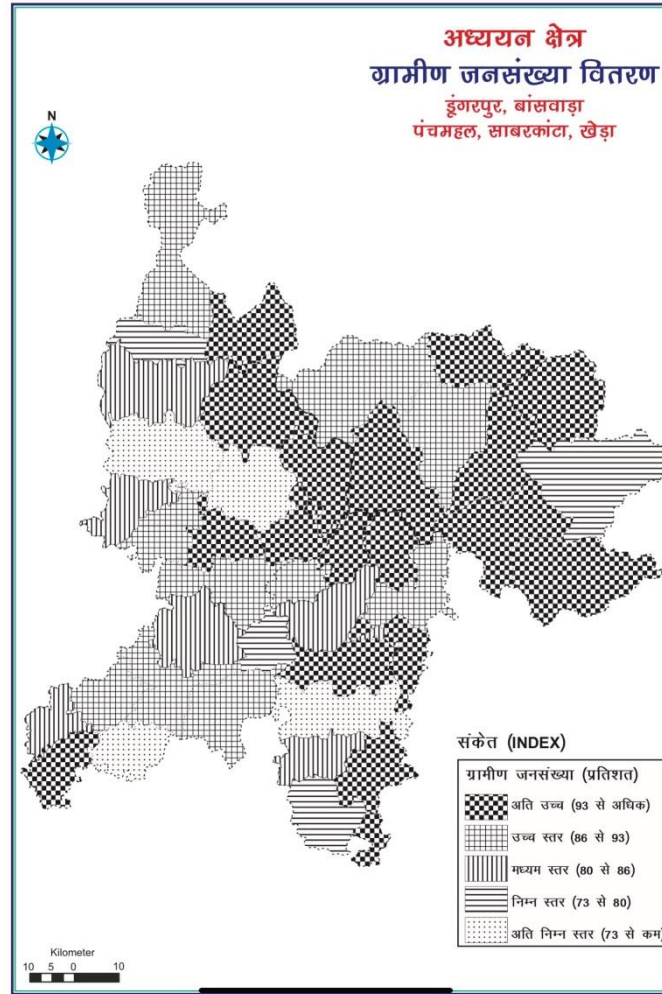 अध्ययन क्षेत्र
ग्रामीण जनसंख्या वितरण
डूंगरपुर, बांसवाड़ा
पंचमहल, साबरकांटा, खेड़ा
N
संकेत (INDEX)
ग्रामीण जनसंख्या (प्रतिशत)
अति उच्च (93 से अधिक)
उच्च स्तर (86 से 93)
मध्यम स्तर (80 से 86)
निम्न स्तर (73 से 80)
अति निम्न स्तर (73 से कम)
Kilometer
10 5 0 10